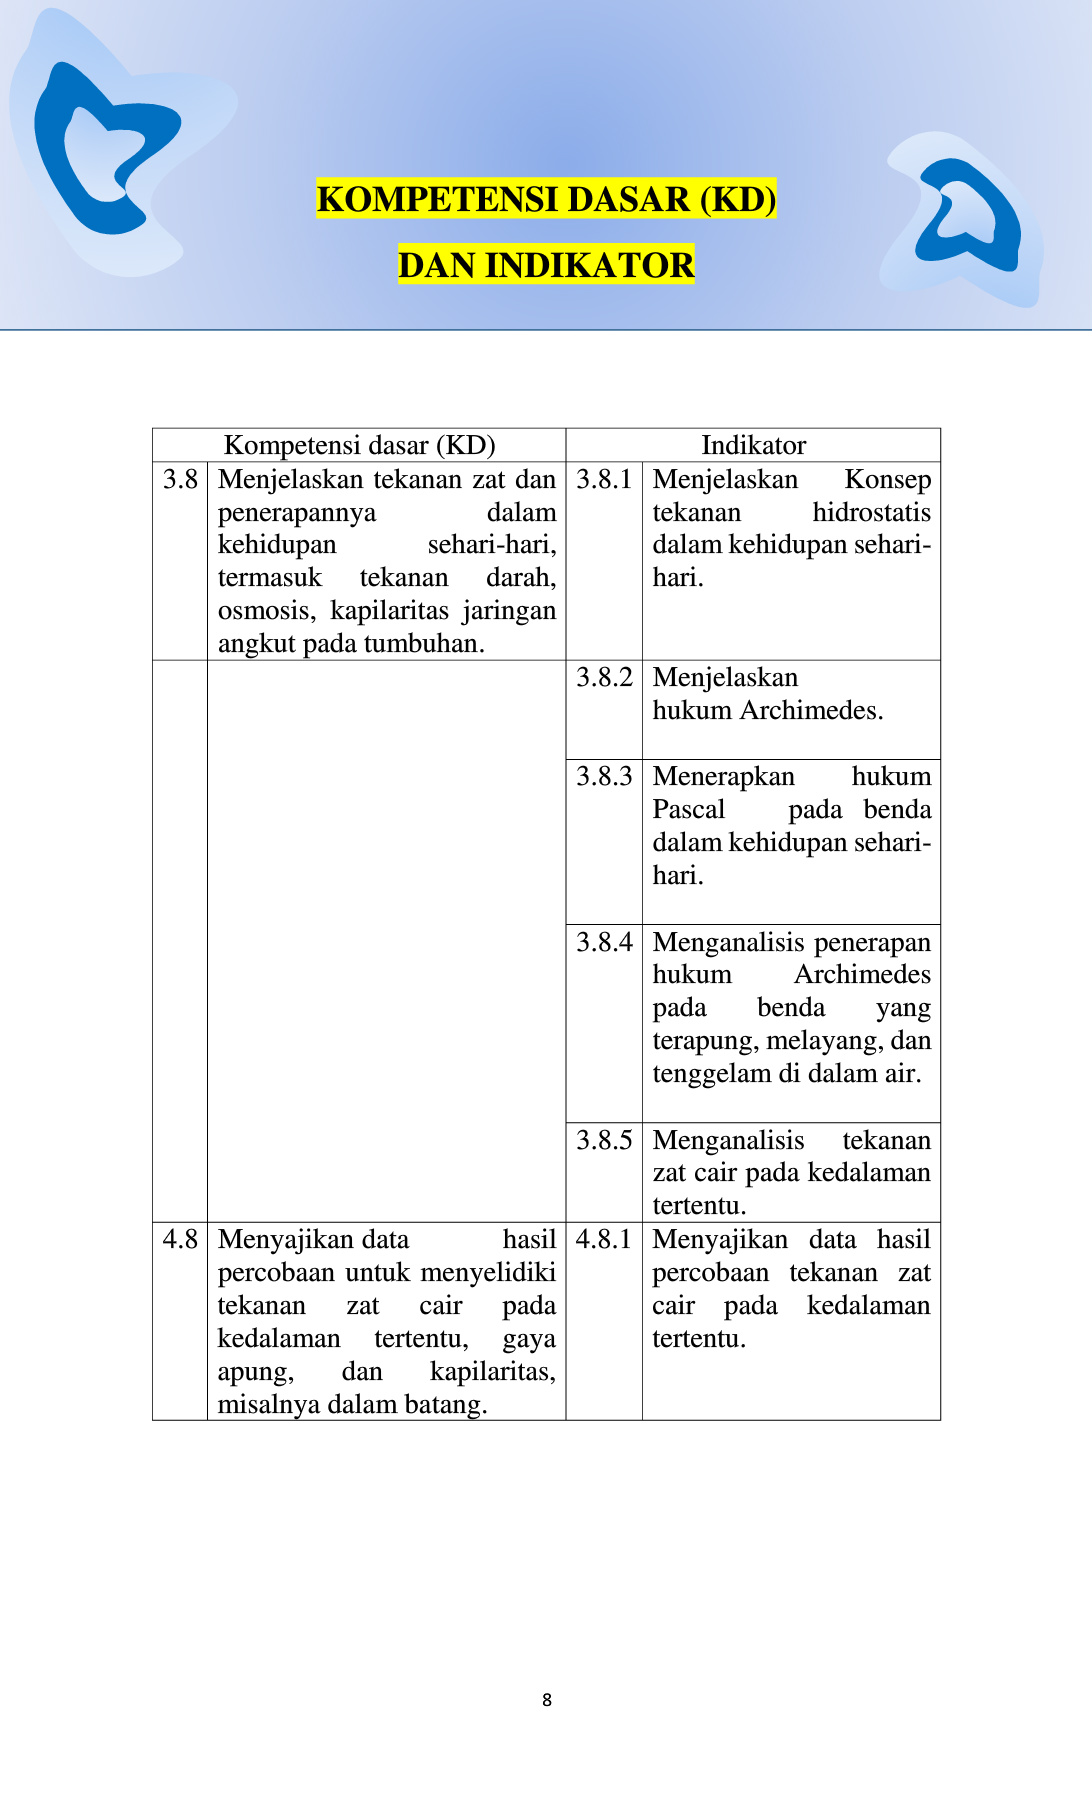 KOMPETENSI DASAR (KD)
DAN INDIKATOR
Kompetensi dasar (KD)
Indikator
3.8
Menjelaskan tekanan zat dan
penerapannya dalam
kehidupan sehari-hari,
termasuk tekanan darah,
osmosis, kapilaritas jaringan
angkut pada tumbuhan.
3.8.1
Menjelaskan Konsep
tekanan hidrostatis
dalam kehidupan sehari-
hari.
3.8.2
Menjelaskan
hukum Archimedes.
3.8.3
Menerapkan hukum
Pascal pada benda
dalam kehidupan sehari-
hari.
3.8.4
Menganalisis penerapan
hukum Archimedes
pada benda yang
terapung, melayang, dan
tenggelam di dalam air.
3.8.5
Menganalisis tekanan
zat cair pada kedalaman
tertentu.
4.8
Menyajikan data hasil
percobaan untuk menyelidiki
tekanan zat cair pada
kedalaman tertentu, gaya
apung, dan kapilaritas,
misalnya dalam batang.
4.8.1
Menyajikan data hasil
percobaan tekanan zat
cair pada kedalaman
tertentu.
8